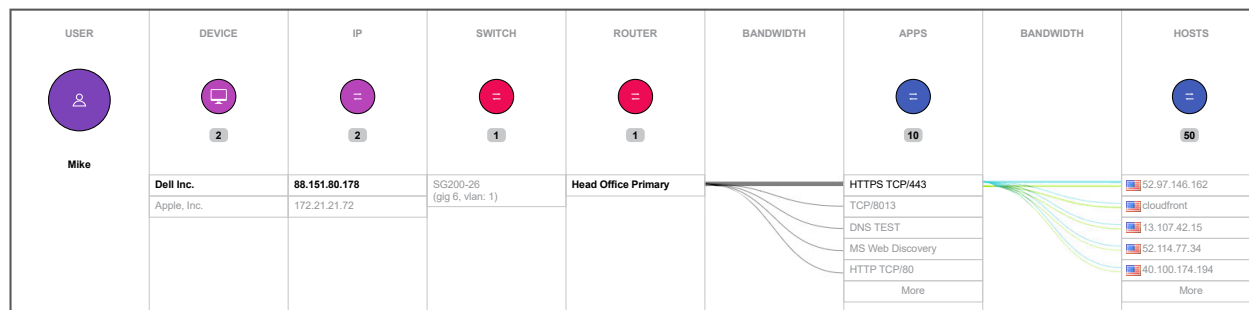 USER
DEVICE
IP
SWITCH
ROUTER
BANDWIDTH
APPS
BANDWIDTH
HOSTS
2
2
1
1
10
50
Mike
Dell Inc.
Apple, Inc.
88.151.80.178
172.21.21.72
SG200-26
(gig 6, vlan: 1)
Head Office Primary
HTTPS TCP/443
TCP/8013
DNS TEST
MS Web Discovery
HTTP TCP/80
More
52.97.146.162
cloudfront
13.107.42.15
52.114.77.34
40.100.174.194
More